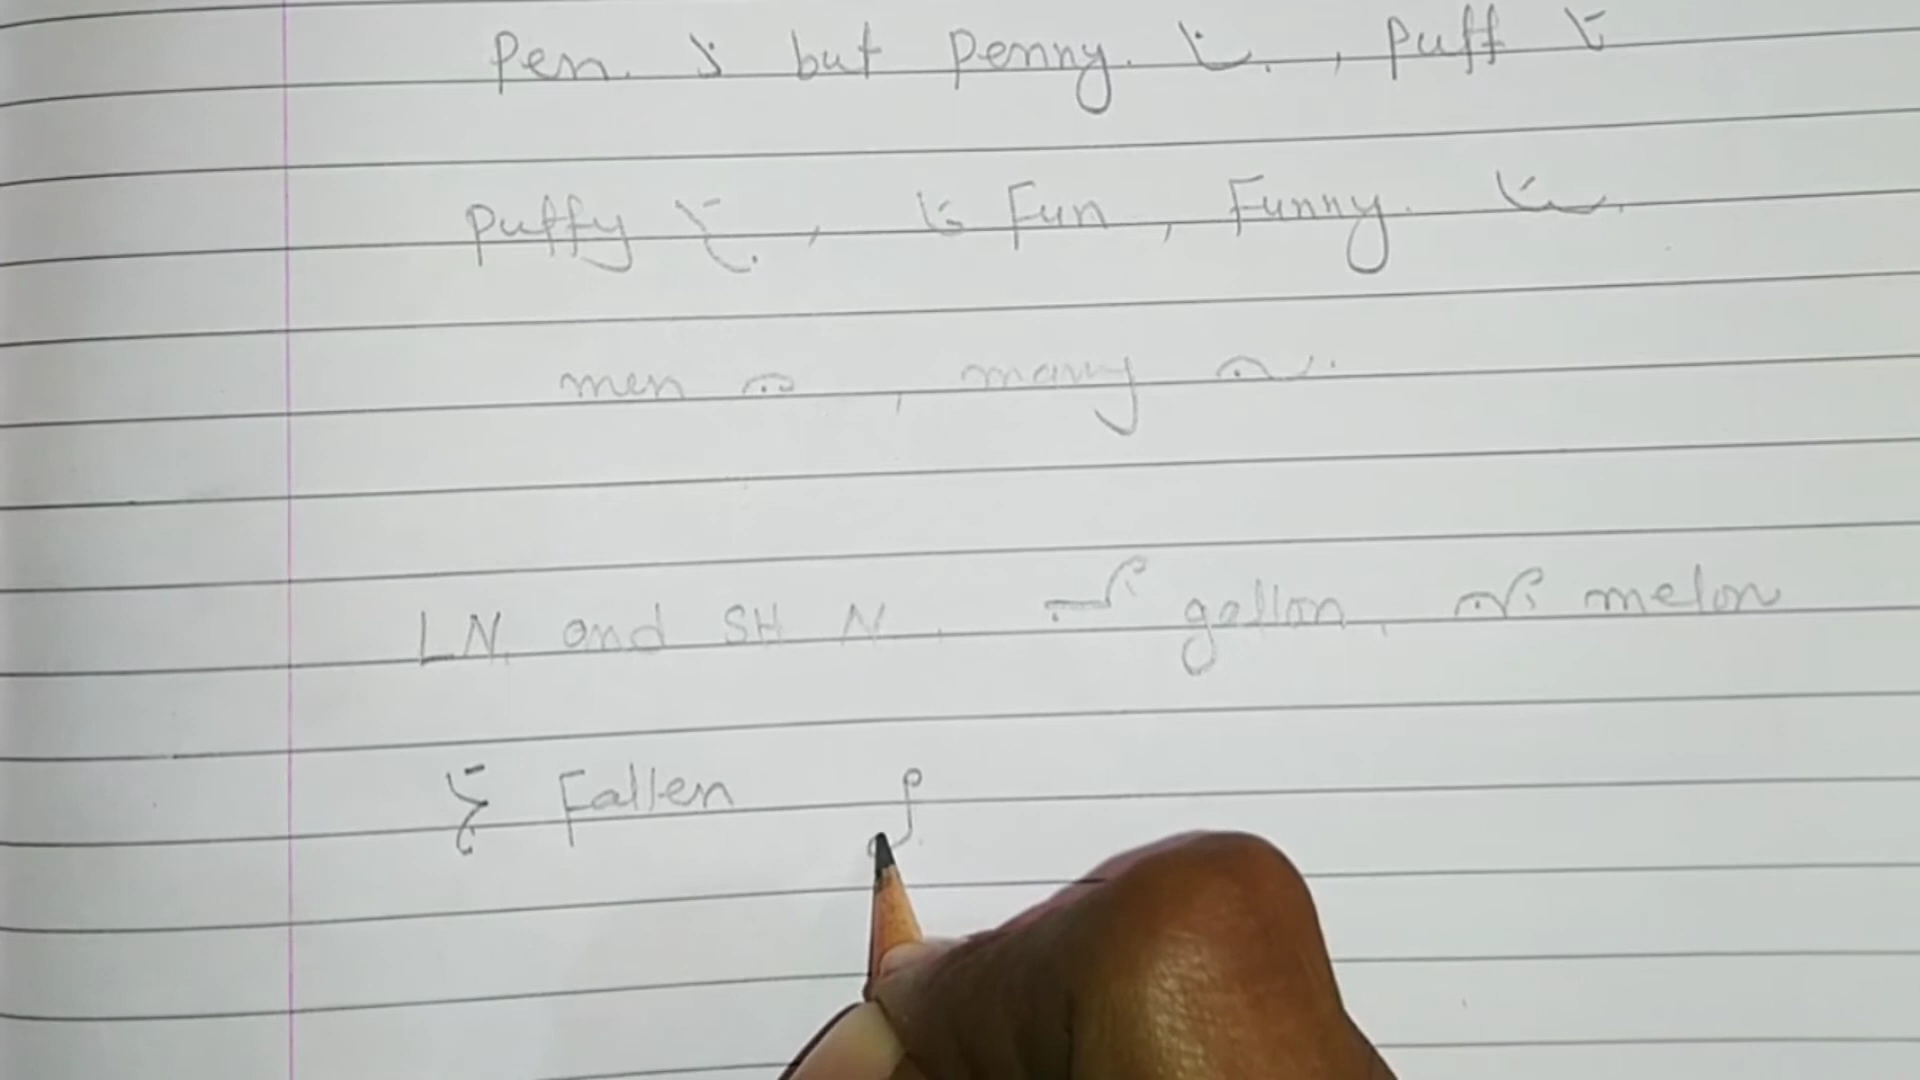 Pen. but Penny. , Puff
Puffy , Fun , Funny.
men , many
LN. and SH N. gallon, melon
Fallen